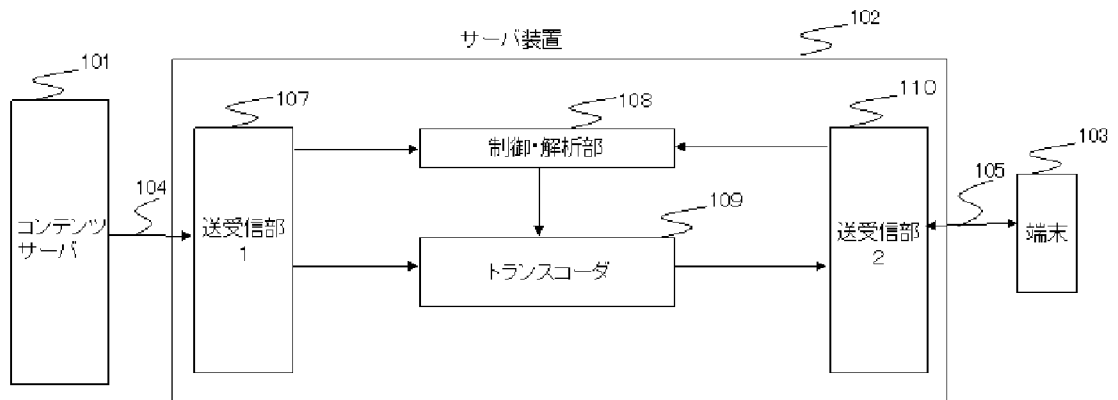 サーバ装置
102
101
107
108
110
制御・解析部
103
104
105
109
コンテンツ
サーバ
送受信部
1
トランスコーダ
送受信部
2
端末